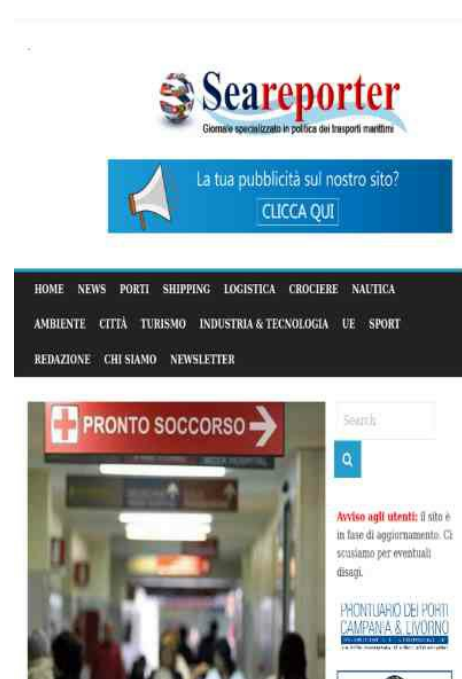 Seareporter
Giornale specializzato in politica dei trasporti marittimi
La tua pubblicità sul nostro sito?
CLICCA QUI
HOME NEWS PORTI SHIPPING LOGISTICA CROCIERE NAUTICA
AMBIENTE CITTÀ TURISMO INDUSTRIA & TECNOLOGIA UE SPORT
REDAZIONE CHI SIAMO NEWSLETTER
PRONTO SOCCORSO
Search
Avviso agli utenti: il sito è
in fase di aggiornamento. Ci
scusiamo per eventuali
disagi.
PHONTUARIO DEI PORTI
CAMPANIA & LIVORNO